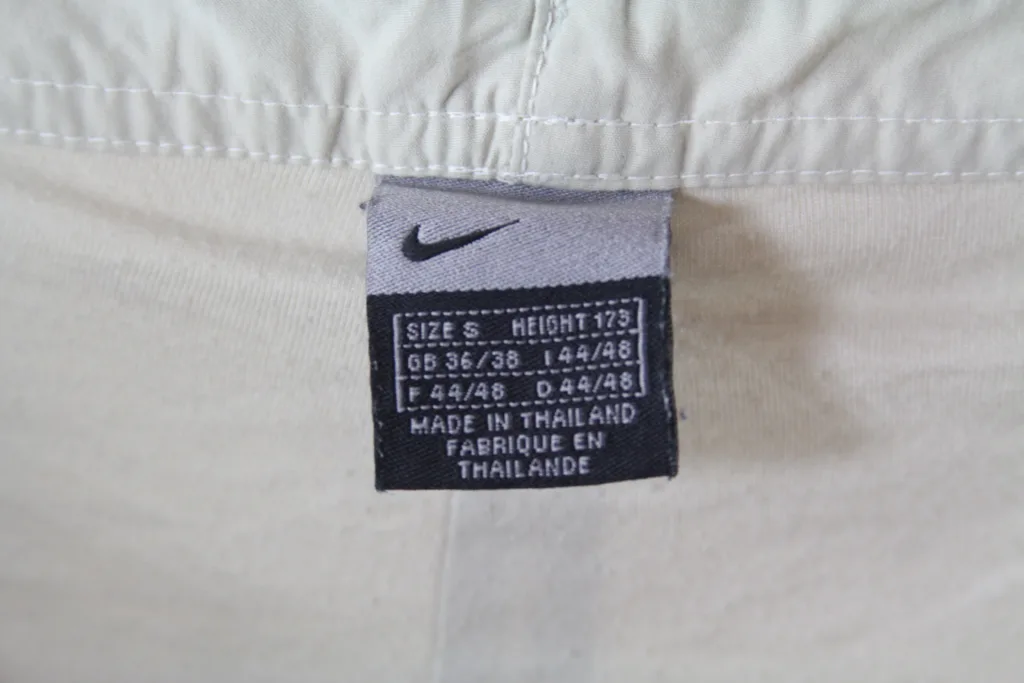 SIZE S HEIGHT 173
GB 36/38 I 44/48
F 44/48 D 44/48
MADE IN THAILAND
FABRIQUE EN
THAILANDE